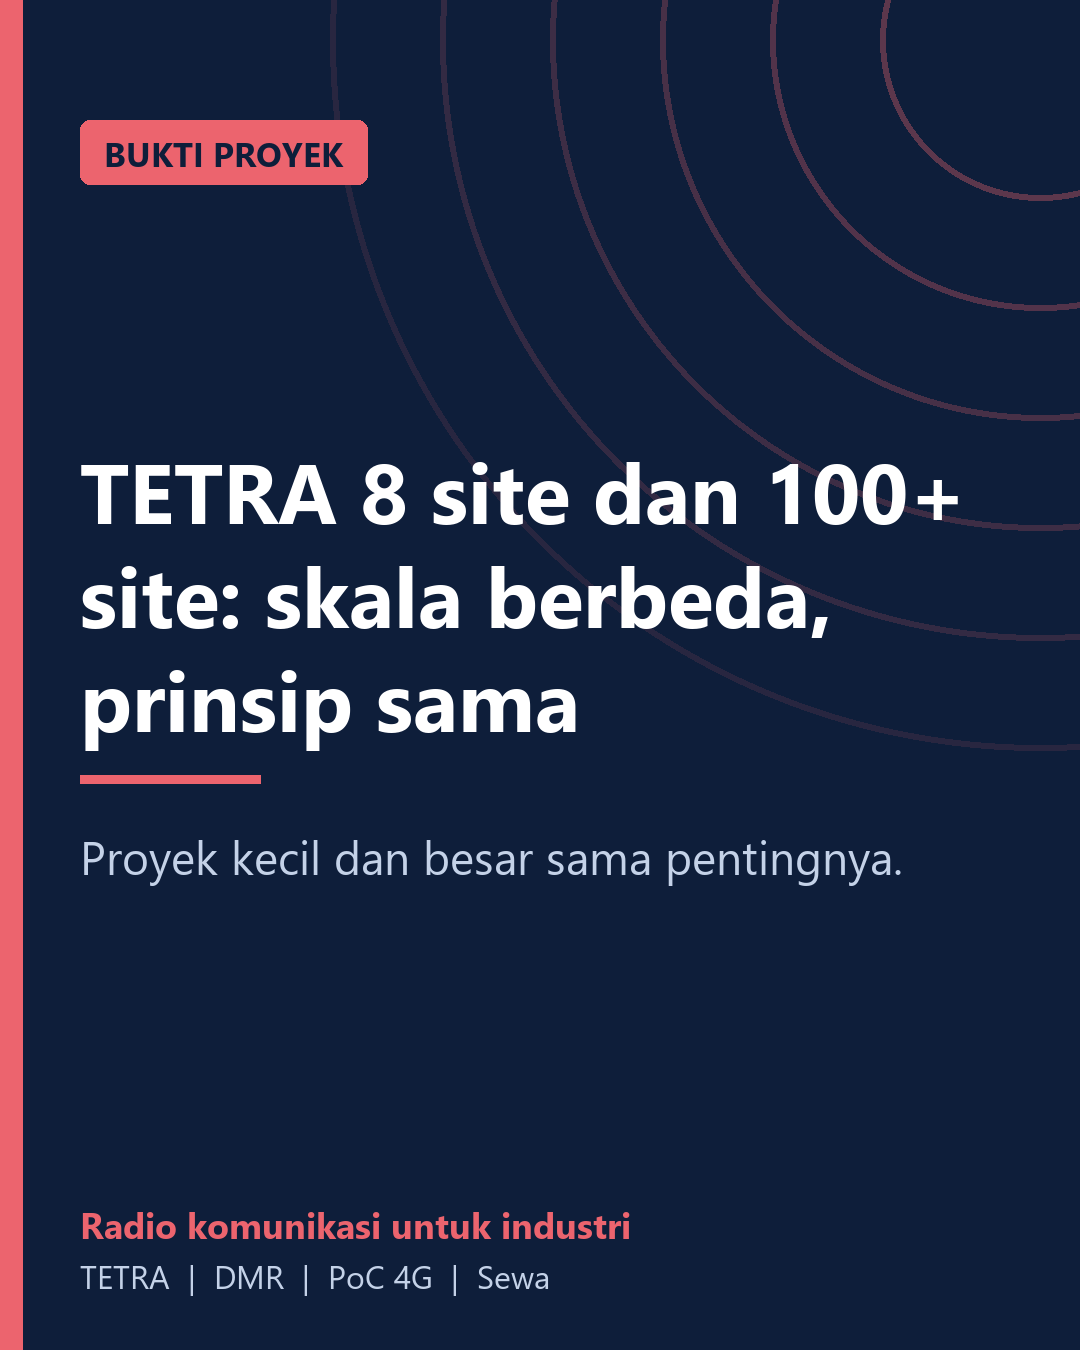 BUKTI PROYEK
TETRA 8 site dan 100+
site: skala berbeda,
prinsip sama
Proyek kecil dan besar sama pentingnya.
Radio komunikasi untuk industri
TETRA | DMR | PoC 4G | Sewa